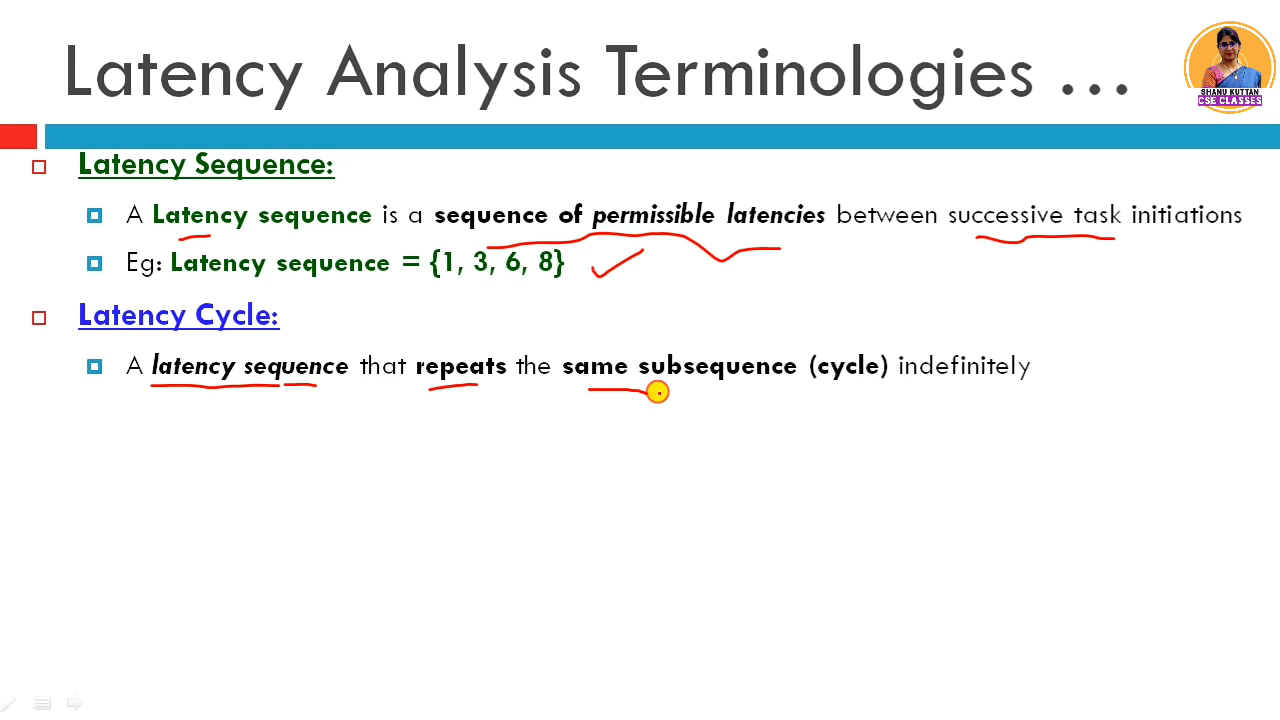 Latency Analysis Terminologies ...
SHANU KUTTAN
CSE CLASSES
Latency Sequence:
A Latency sequence is a sequence of permissible latencies between successive task initiations
Eg: Latency sequence = {1, 3, 6, 8}
Latency Cycle:
A latency sequence that repeats the same subsequence (cycle) indefinitely